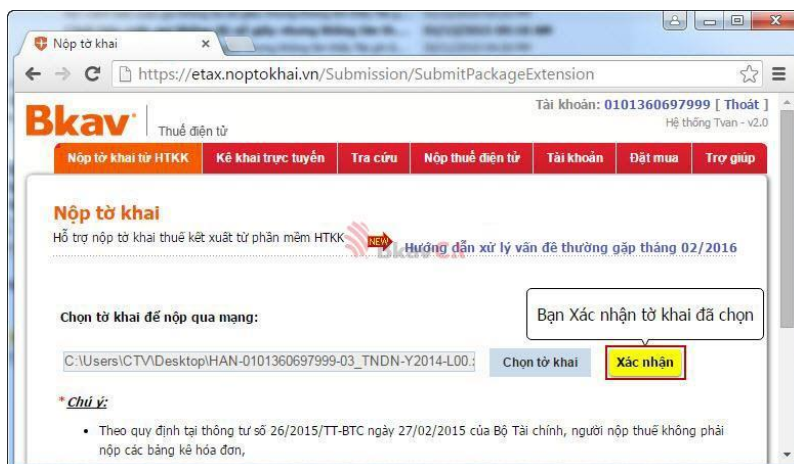 Nộp tờ khai
https://etax.noptokhai.vn/Submission/SubmitPackageExtension
Tài khoản: 0101360697999 [ Thoát ]
Bkav Thuế điện tử
Hệ thống Tvan - v2.0
Nộp tờ khai từ HTKK Kê khai trực tuyến Tra cứu Nộp thuế điện tử Tài khoản Đặt mua Trợ giúp
Nộp tờ khai
Hỗ trợ nộp tờ khai thuế kết xuất từ phần mềm HTKK
NEW Hướng dẫn xử lý vấn đề thường gặp tháng 02/2016
Bạn Xác nhận tờ khai đã chọn
Chọn tờ khai để nộp qua mạng:
C:\Users\CTV\Desktop\HAN-0101360697999-03_TNDN-Y2014-L00.: Chọn tờ khai Xác nhận
* Chú ý:
• Theo quy định tại thông tư số 26/2015/TT-BTC ngày 27/02/2015 của Bộ Tài chính, người nộp thuế không phải
nộp các bảng kê hóa đơn,